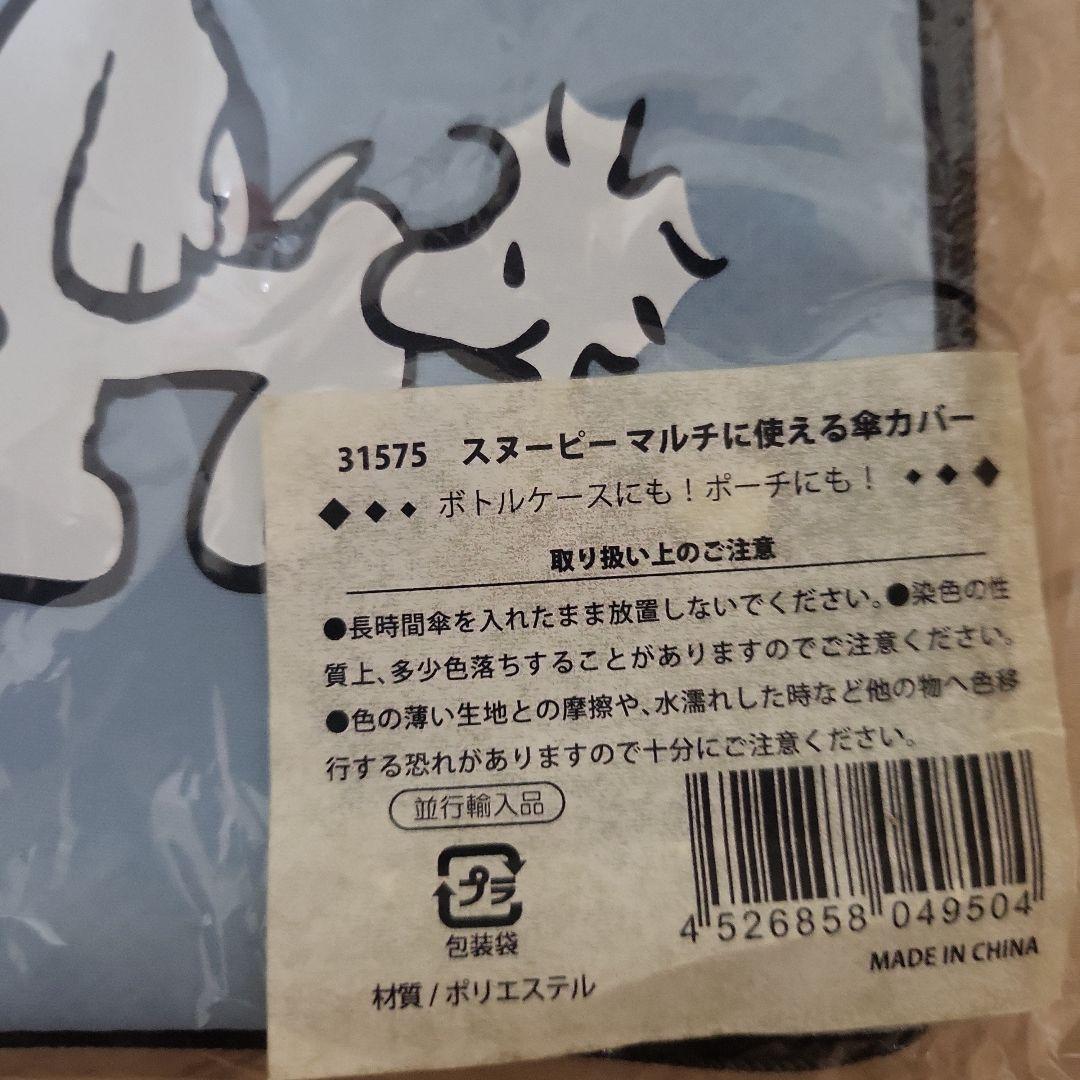 31575 スヌーピー マルチに使える傘カバー
◆◆◆ ボトルケースにも！ポーチにも！ ◆◆◆
取り扱い上のご注意
●長時間傘を入れたまま放置しないでください。●染色の性
質上、多少色落ちすることがありますのでご注意ください。
●色の薄い生地との摩擦や、水濡れした時など他の物へ色移
行する恐れがありますので十分にご注意ください。
並行輸入品
プラ
包装袋
材質 / ポリエステル
4 526858 049504
MADE IN CHINA